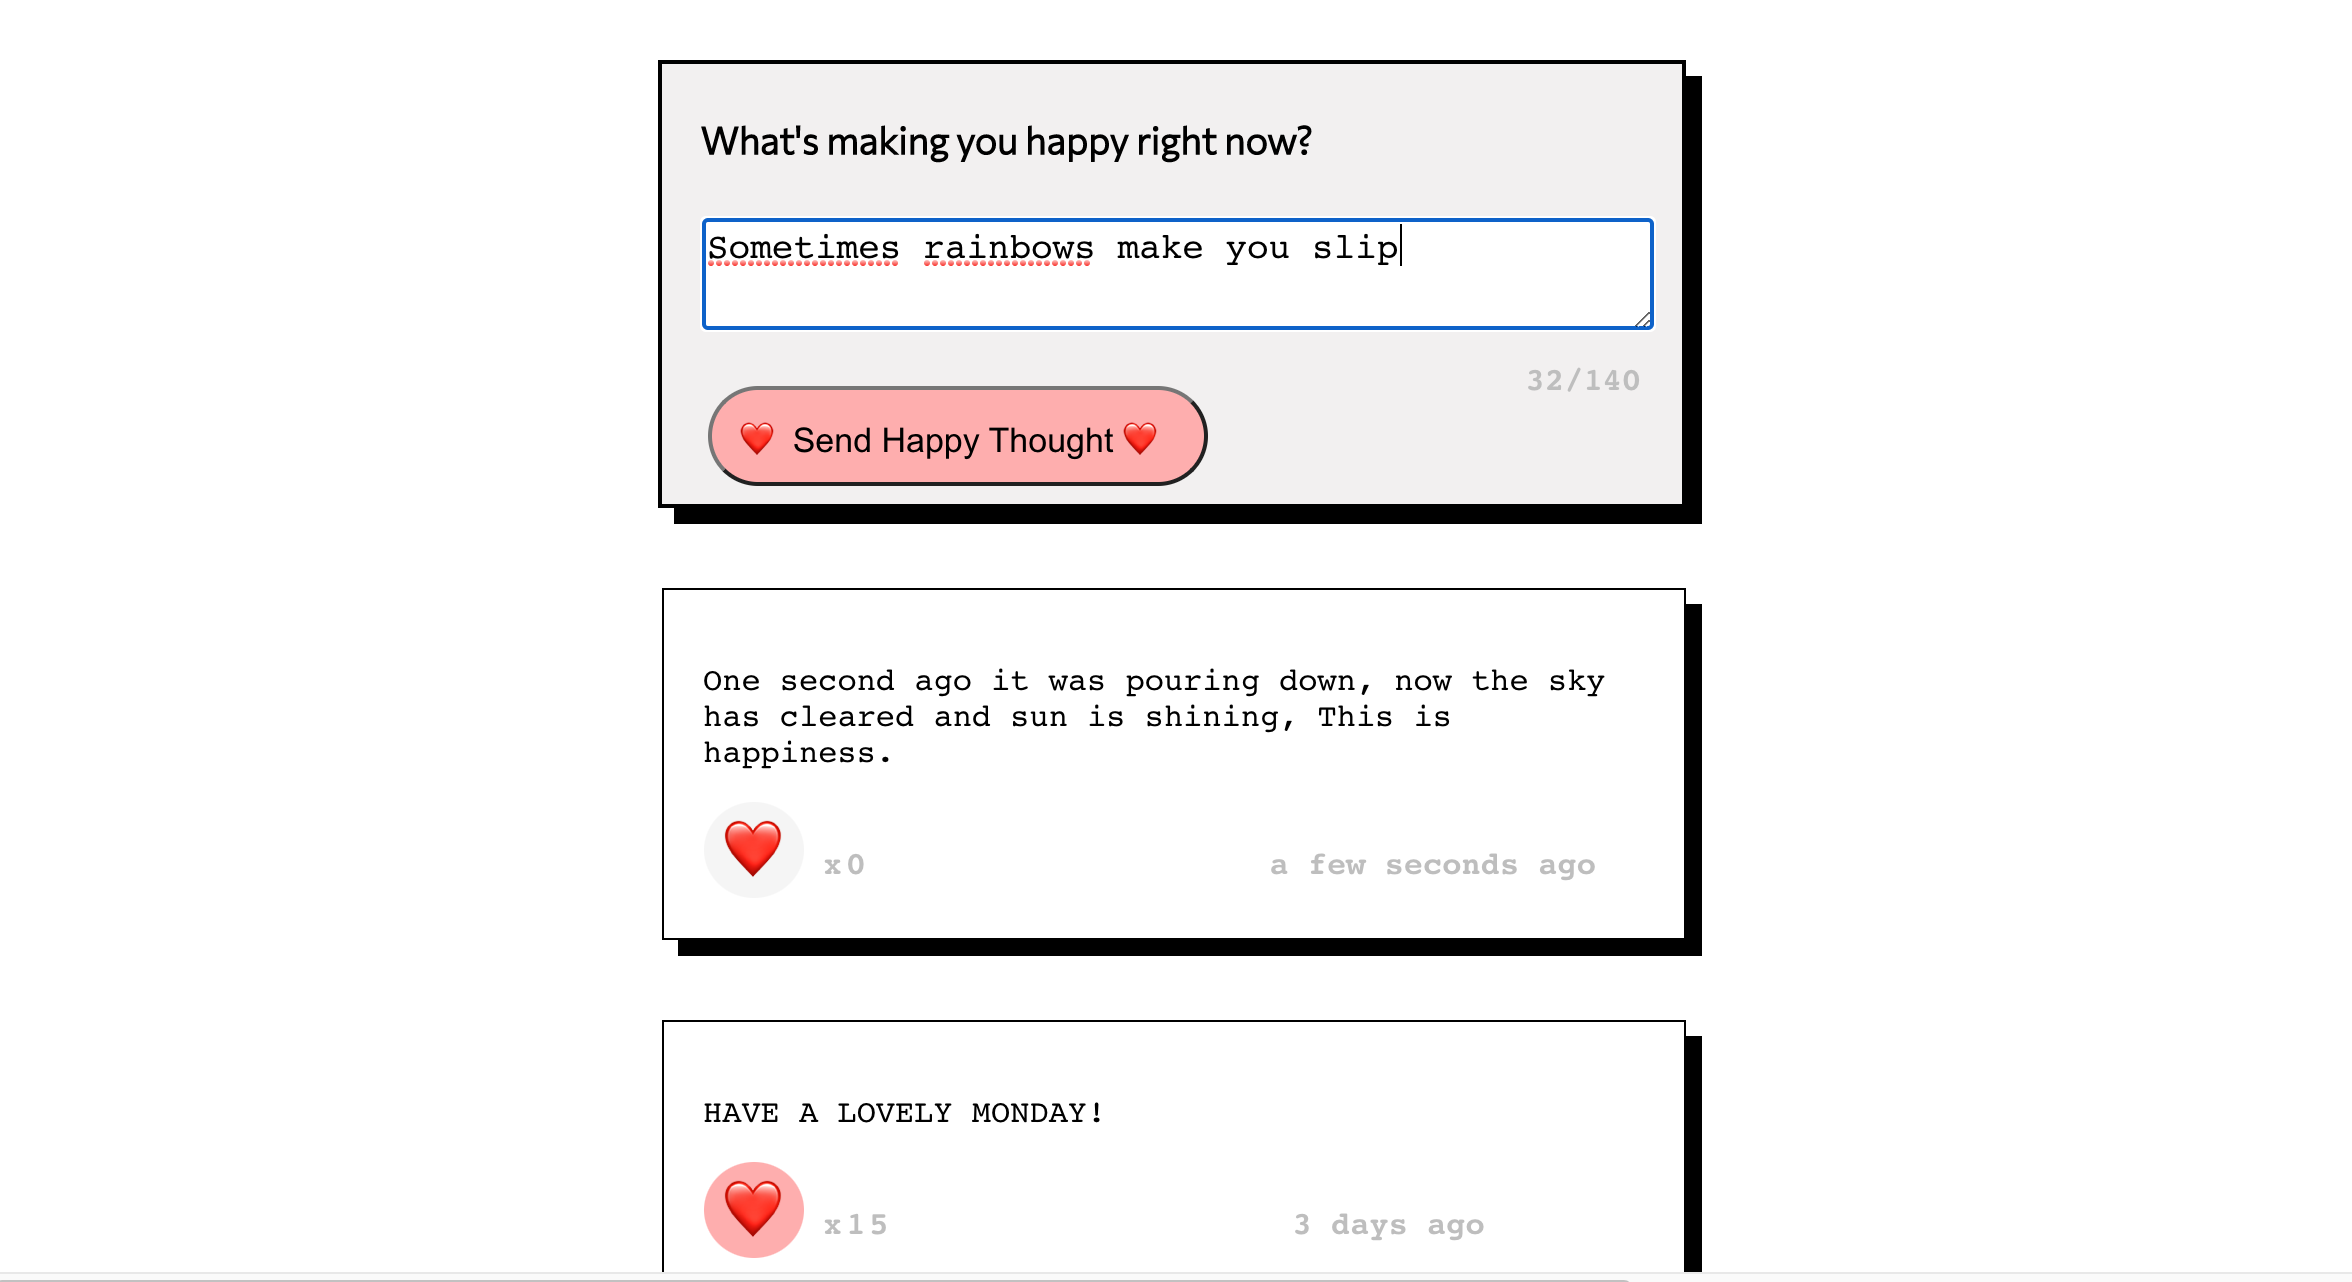 What's making you happy right now?
Sometimes rainbows make you slip
32/140
❤️ Send Happy Thought ❤️
One second ago it was pouring down, now the sky
has cleared and sun is shining, This is
happiness.
x0 a few seconds ago
HAVE A LOVELY MONDAY!
x15 3 days ago